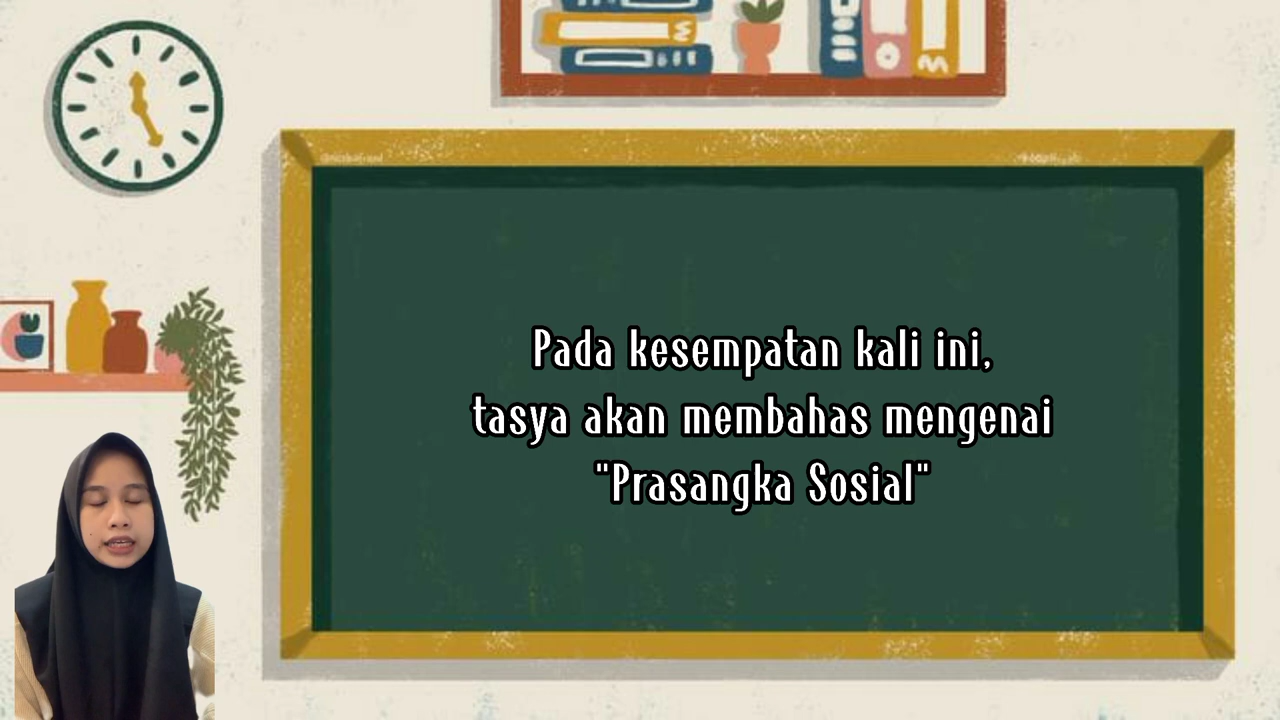 Pada kesempatan kali ini,
tasya akan membahas mengenai
"Prasangka Sosial"